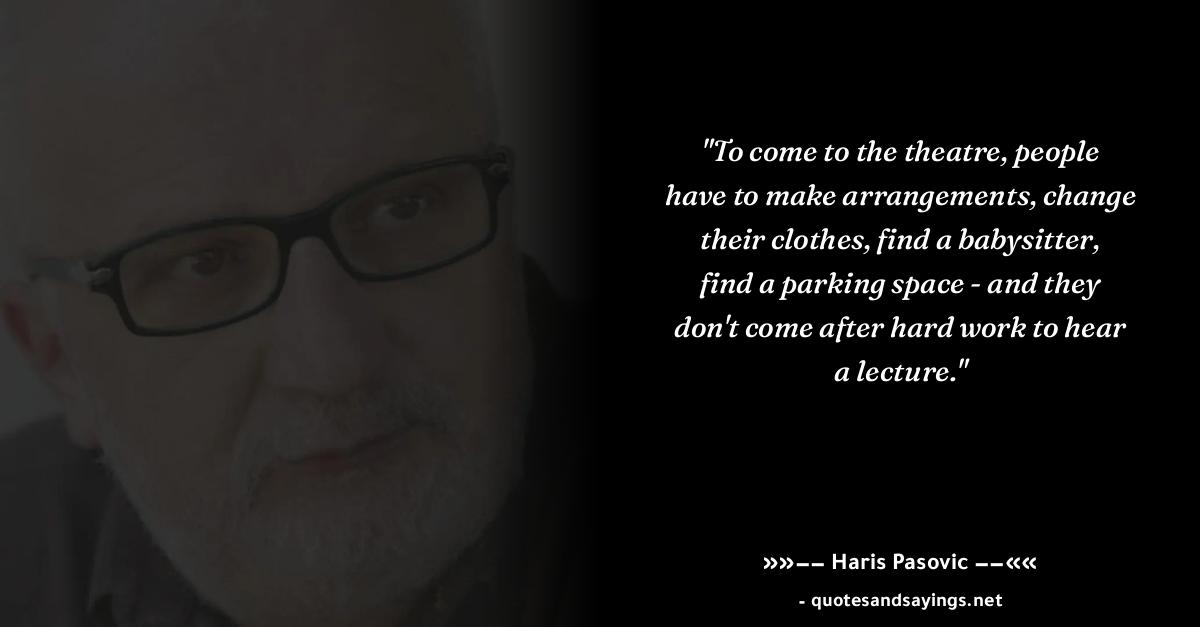 "To come to the theatre, people
have to make arrangements, change
their clothes, find a babysitter,
find a parking space - and they
don't come after hard work to hear
a lecture."
»»−− Haris Pasovic −−««
- quotesandsayings.net